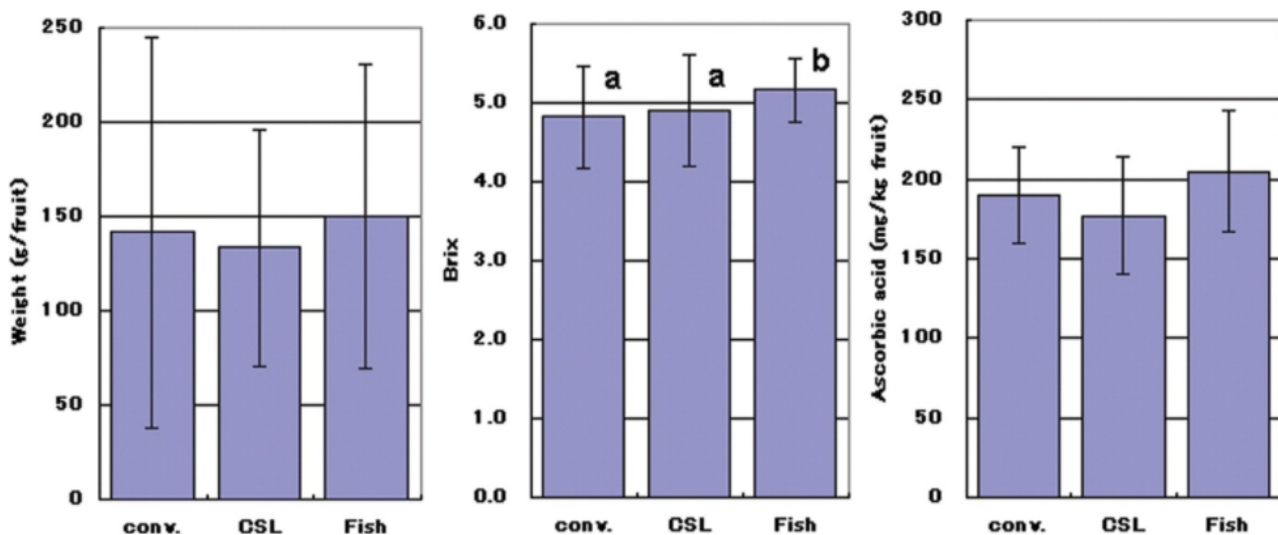 Weight (g/fruit)
250
200
150
100
50
0
conv. CSL Fish
Brix
6.0
5.0
4.0
3.0
2.0
1.0
0.0
a a b
conv. CSL Fish
Ascorbic acid (mg/kg fruit)
300
250
200
150
100
50
0
conv. CSL Fish